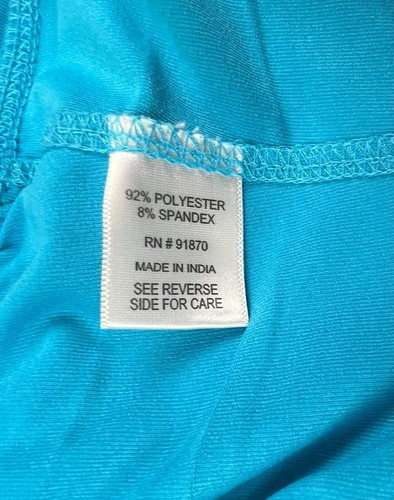 92% POLYESTER
8% SPANDEX
RN # 91870
MADE IN INDIA
SEE REVERSE
SIDE FOR CARE